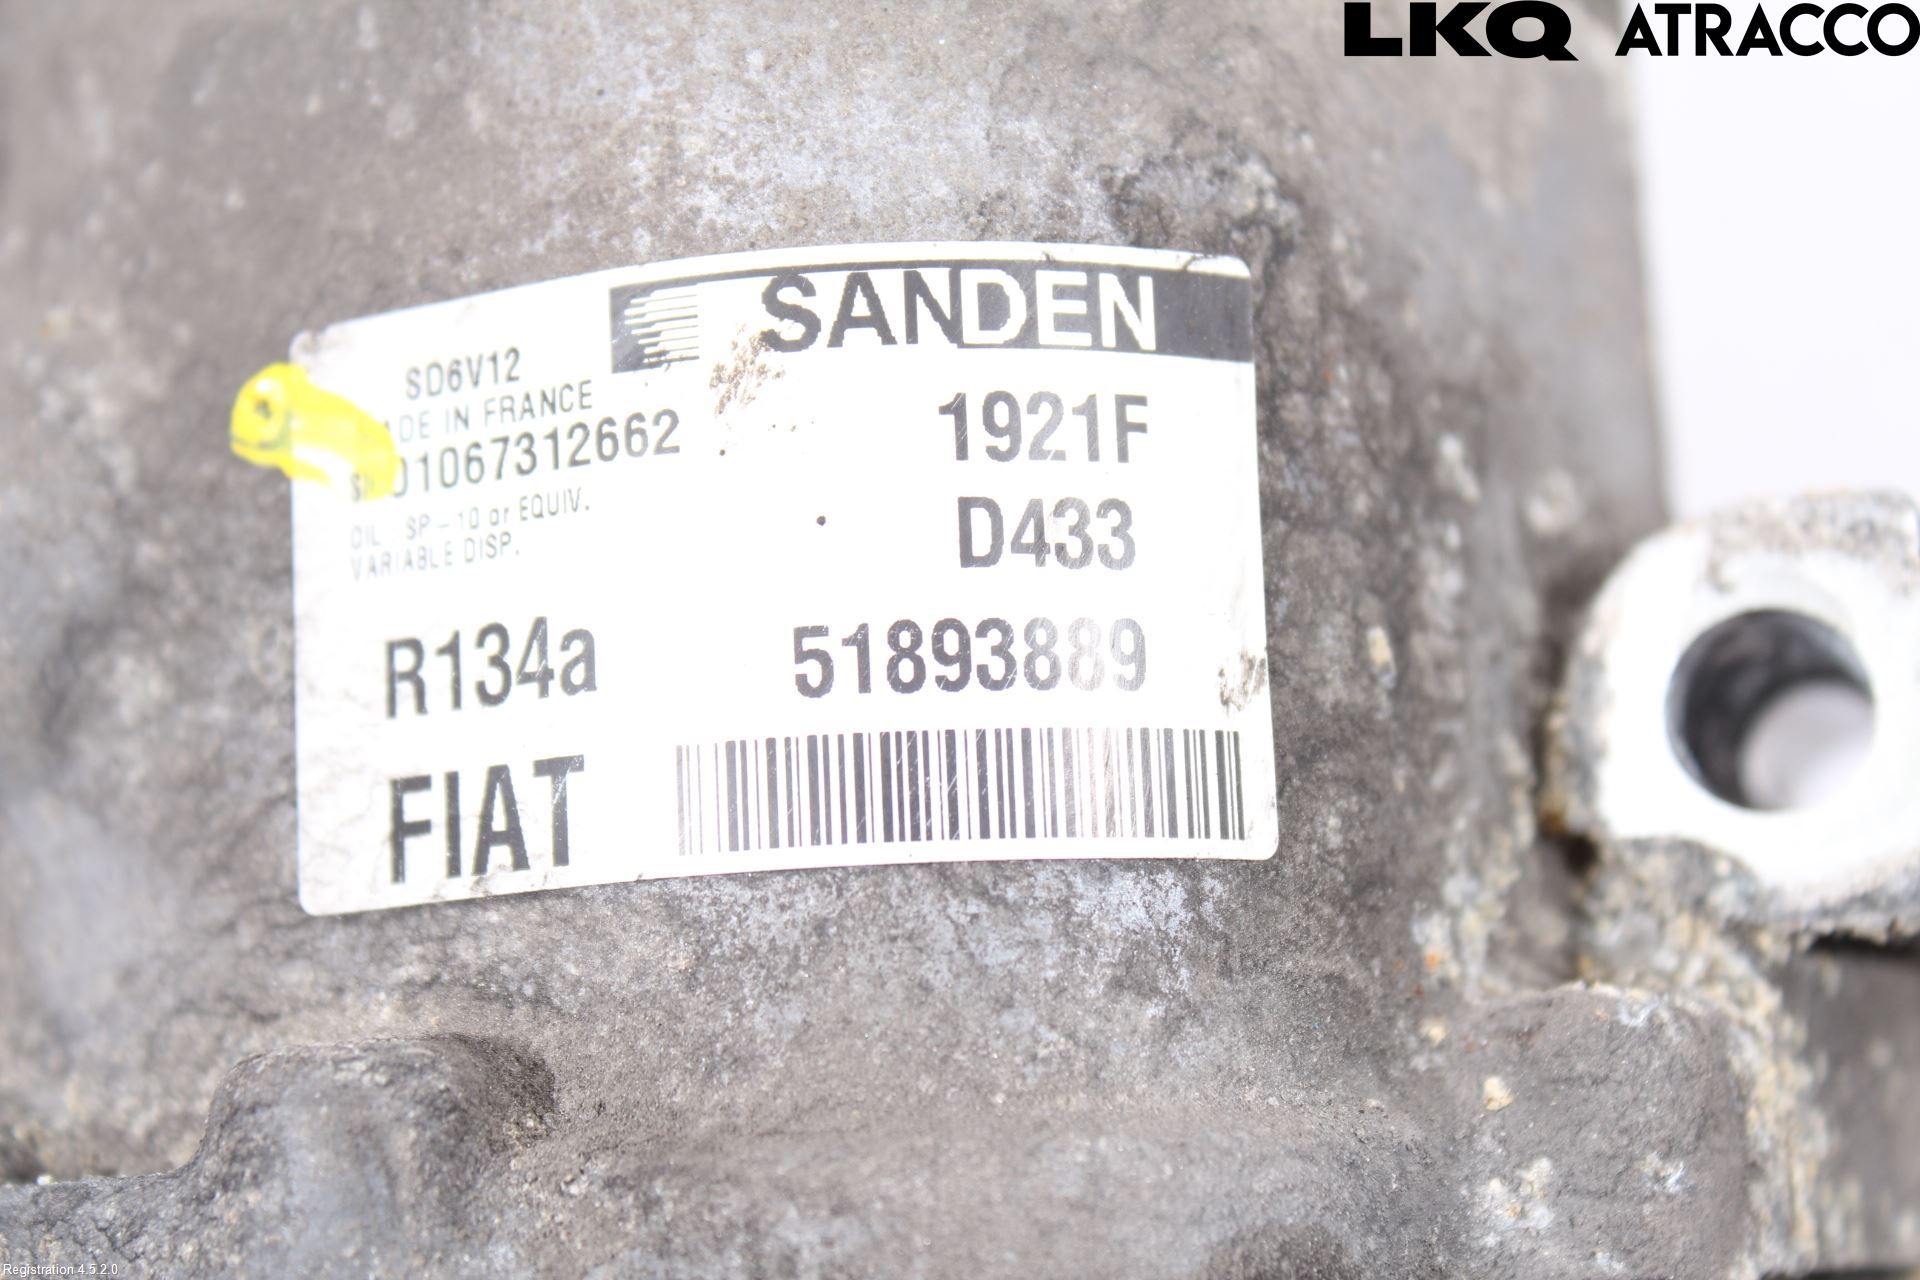 LKQ ATRACCO
SANDEN
SD6V12
IN FRANCE
1067312662
OIL : SP-10 or EQUIV.
VARIABLE DISP.
1921F
D433
R134a
51893889
FIAT
Registration 4.5.2.0